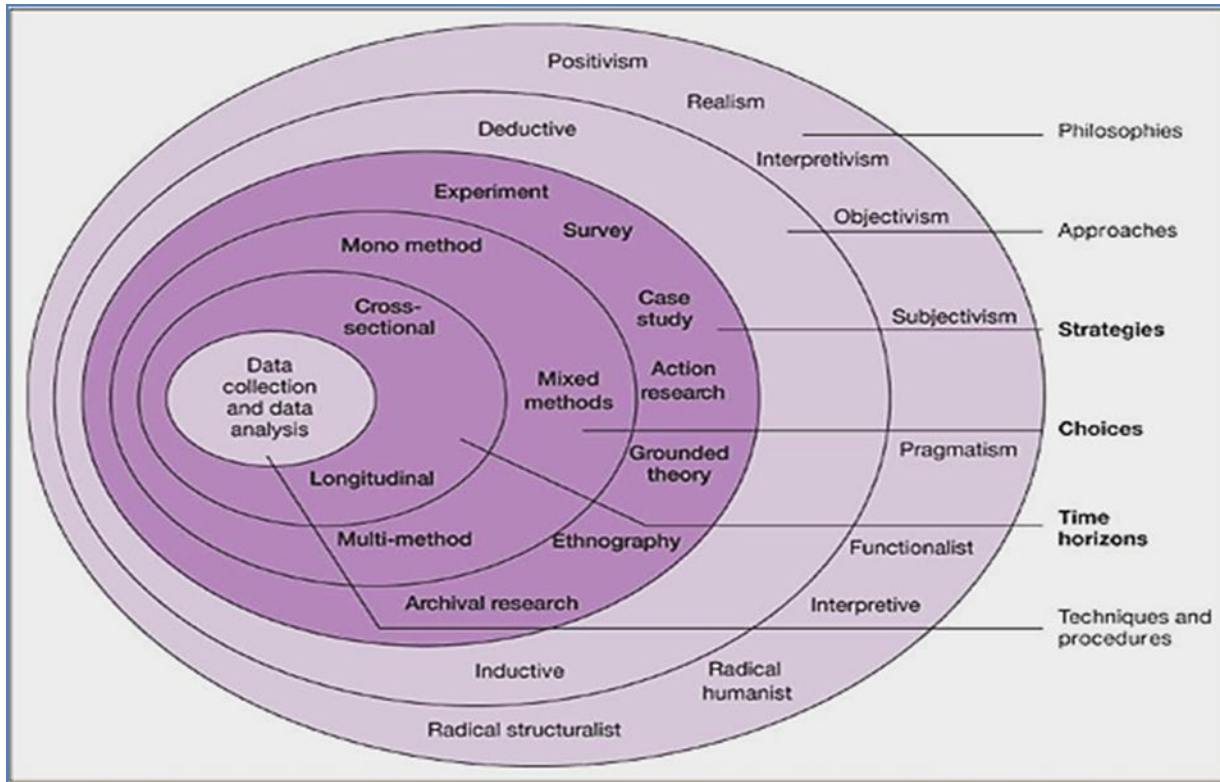 Positivism
Realism
Philosophies
Deductive
Interpretivism
Experiment
Objectivism
Survey
Approaches
Mono method
Case
study
Subjectivism
Strategies
Cross-
sectional
Data
collection
and data
analysis
Mixed
methods
Action
research
Choices
Pragmatism
Grounded
theory
Longitudinal
Time
horizons
Multi-method
Ethnography
Functionalist
Archival research
Interpretive
Techniques and
procedures
Inductive
Radical
humanist
Radical structuralist